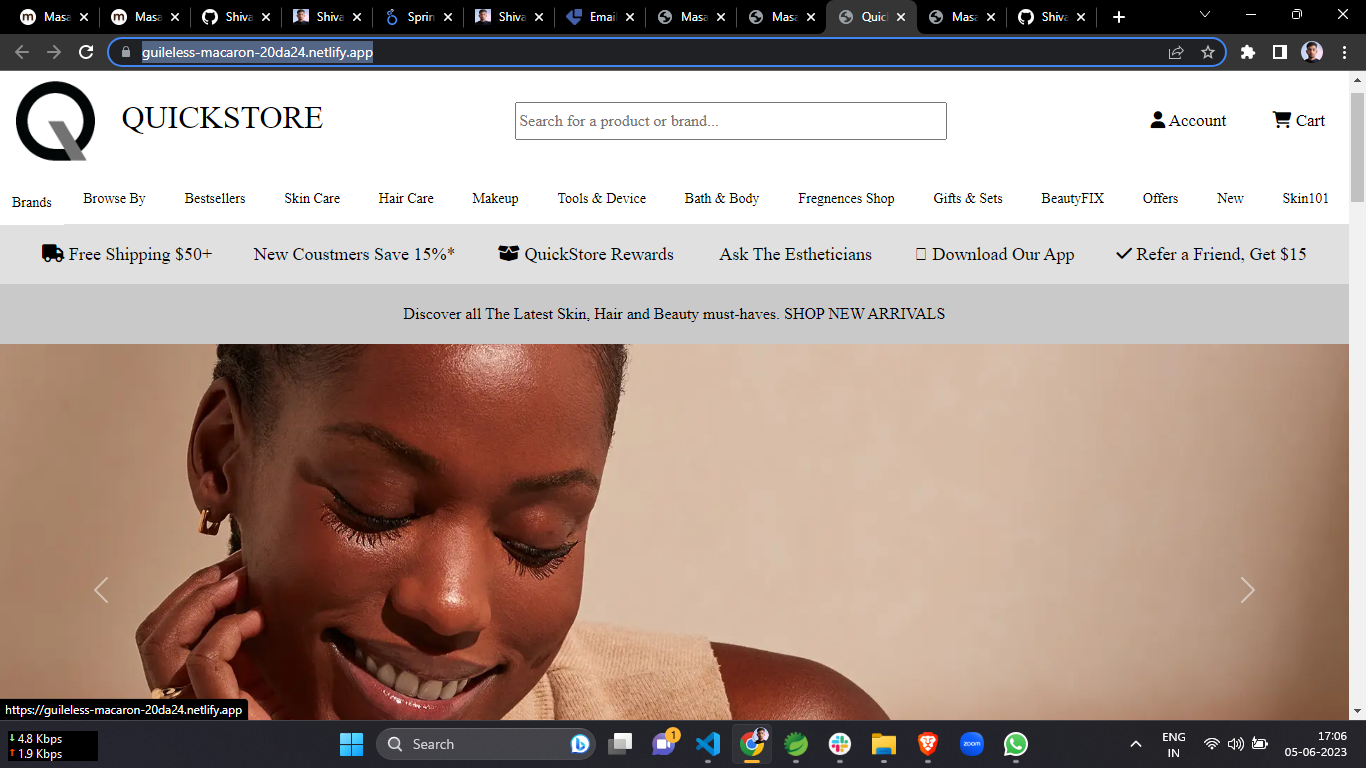 Masa
Masa
Shiva
Shiva
Sprin
Shiva
Email
Masa
Masa
Quic
Masa
Shiva
guileless-macaron-20da24.netlify.app
QUICKSTORE
Search for a product or brand...
Account
Cart
Brands
Browse By
Bestsellers
Skin Care
Hair Care
Makeup
Tools & Device
Bath & Body
Fregnences Shop
Gifts & Sets
BeautyFIX
Offers
New
Skin101
Free Shipping $50+
New Coustmers Save 15%*
QuickStore Rewards
Ask The Estheticians
Download Our App
Refer a Friend, Get $15
Discover all The Latest Skin, Hair and Beauty must-haves. SHOP NEW ARRIVALS
https://guileless-macaron-20da24.netlify.app
4.8 Kbps
1.9 Kbps
Search
1
zoom
ENG
IN
17:06
05-06-2023